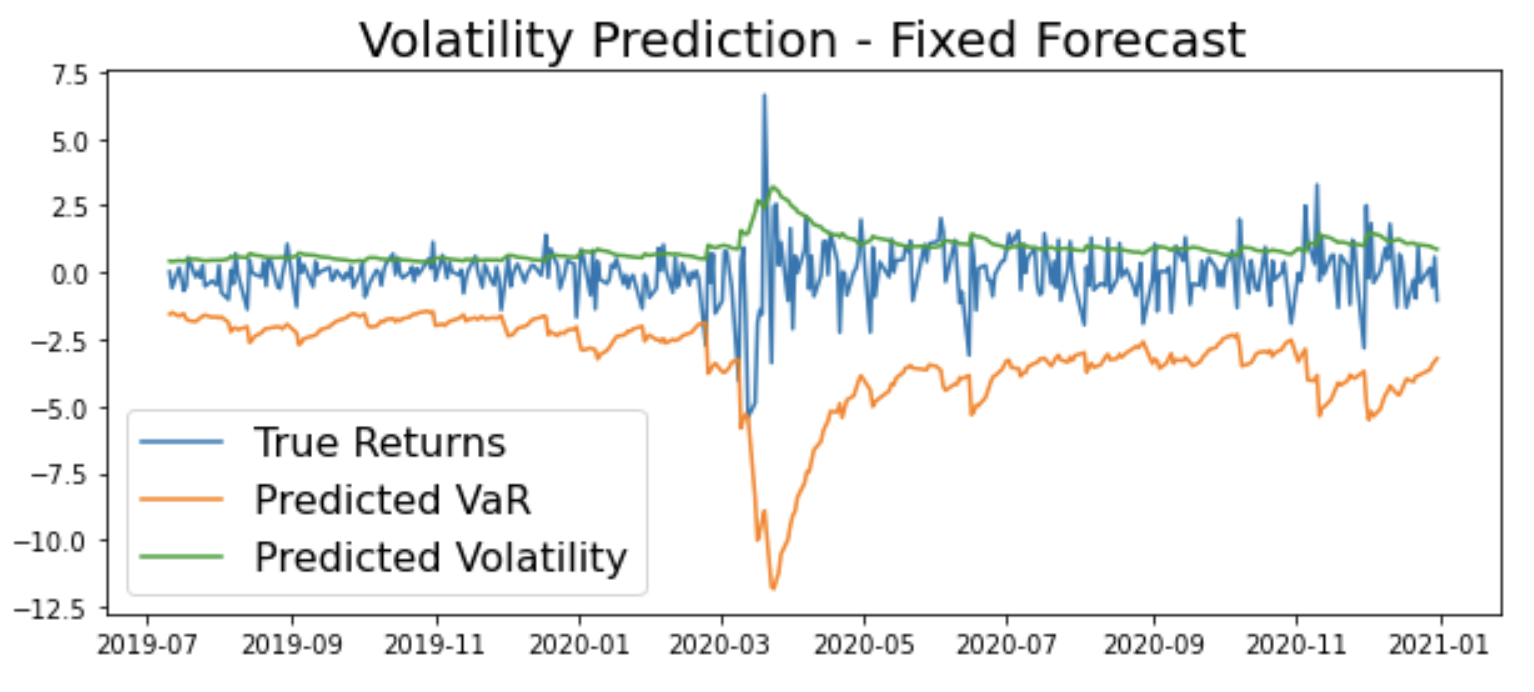 Volatility Prediction - Fixed Forecast
7.5
5.0
2.5
0.0
−2.5
−5.0
−7.5
−10.0
−12.5
True Returns
Predicted VaR
Predicted Volatility
2019-07 2019-09 2019-11 2020-01 2020-03 2020-05 2020-07 2020-09 2020-11 2021-01